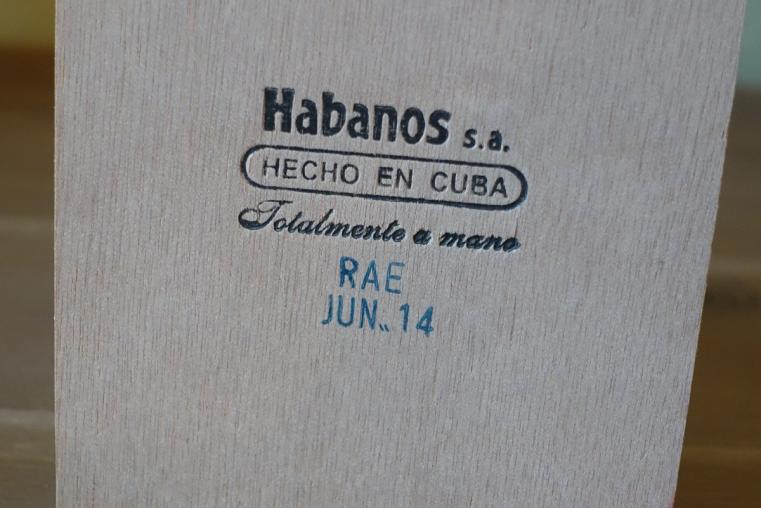 Habanos s.a.
HECHO EN CUBA
Totalmente a mano
RAE
JUN. 14